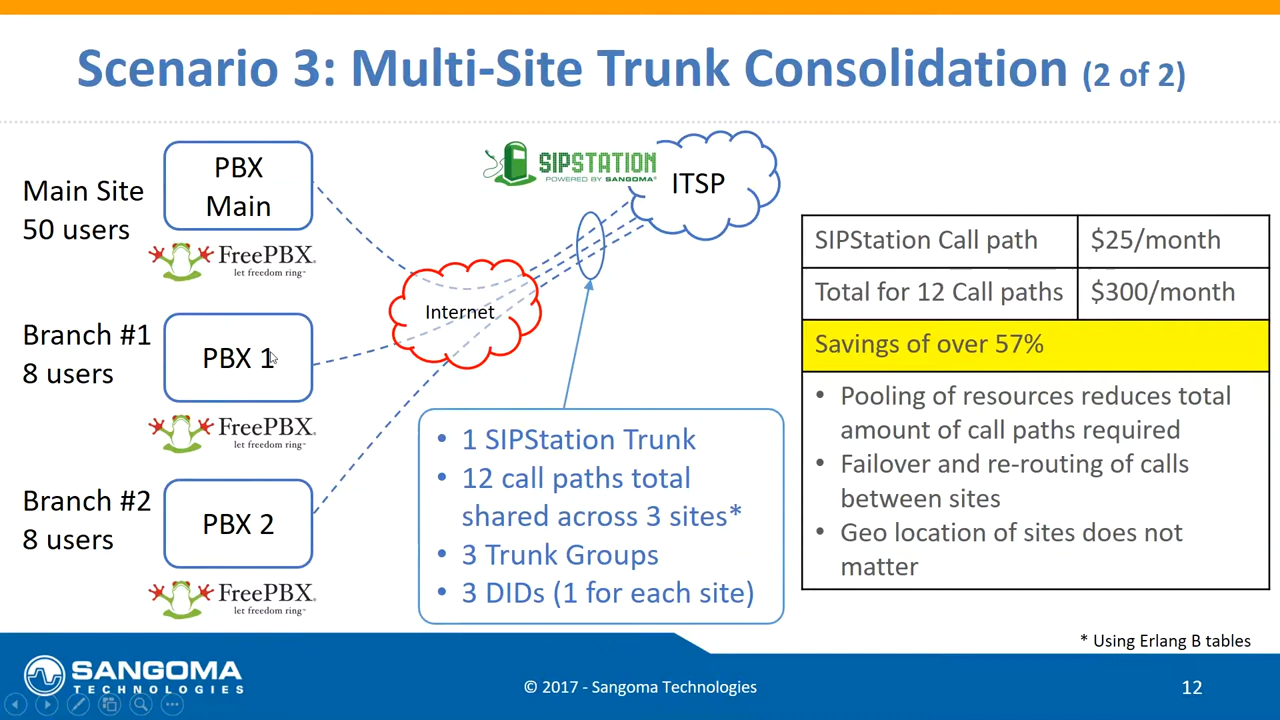 Scenario 3: Multi-Site Trunk Consolidation (2 of 2)
Main Site
50 users
PBX
Main
FreePBX®
let freedom ring™
Branch #1
8 users
PBX 1
FreePBX®
let freedom ring™
Branch #2
8 users
PBX 2
FreePBX®
let freedom ring™
SIPSTATION
POWERED BY SANGOMA®
ITSP
Internet
• 1 SIPStation Trunk
• 12 call paths total
shared across 3 sites*
• 3 Trunk Groups
• 3 DIDs (1 for each site)
SIPStation Call path $25/month
Total for 12 Call paths $300/month
Savings of over 57%
• Pooling of resources reduces total
amount of call paths required
• Failover and re-routing of calls
between sites
• Geo location of sites does not
matter
* Using Erlang B tables
SANGOMA
TECHNOLOGIES
© 2017 - Sangoma Technologies
12